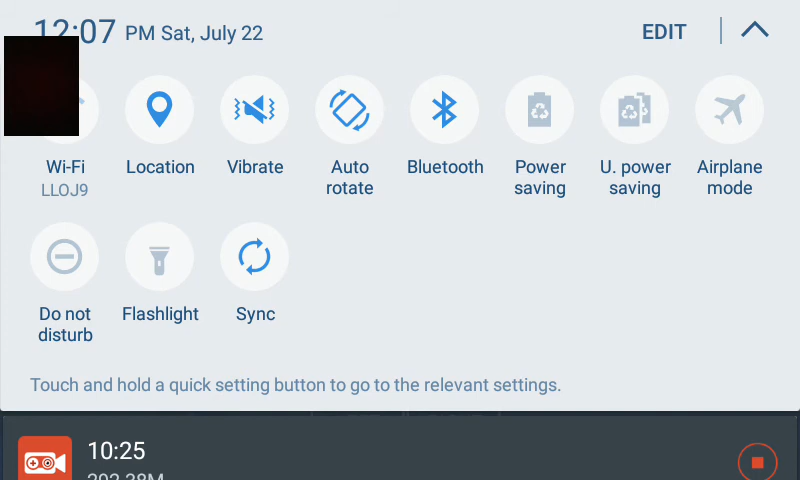 12:07 PM Sat, July 22 EDIT
Wi-Fi Location Vibrate Auto rotate Bluetooth Power saving U. power saving Airplane mode
LLOJ9
Do not disturb Flashlight Sync
Touch and hold a quick setting button to go to the relevant settings.
10:25
292.38M